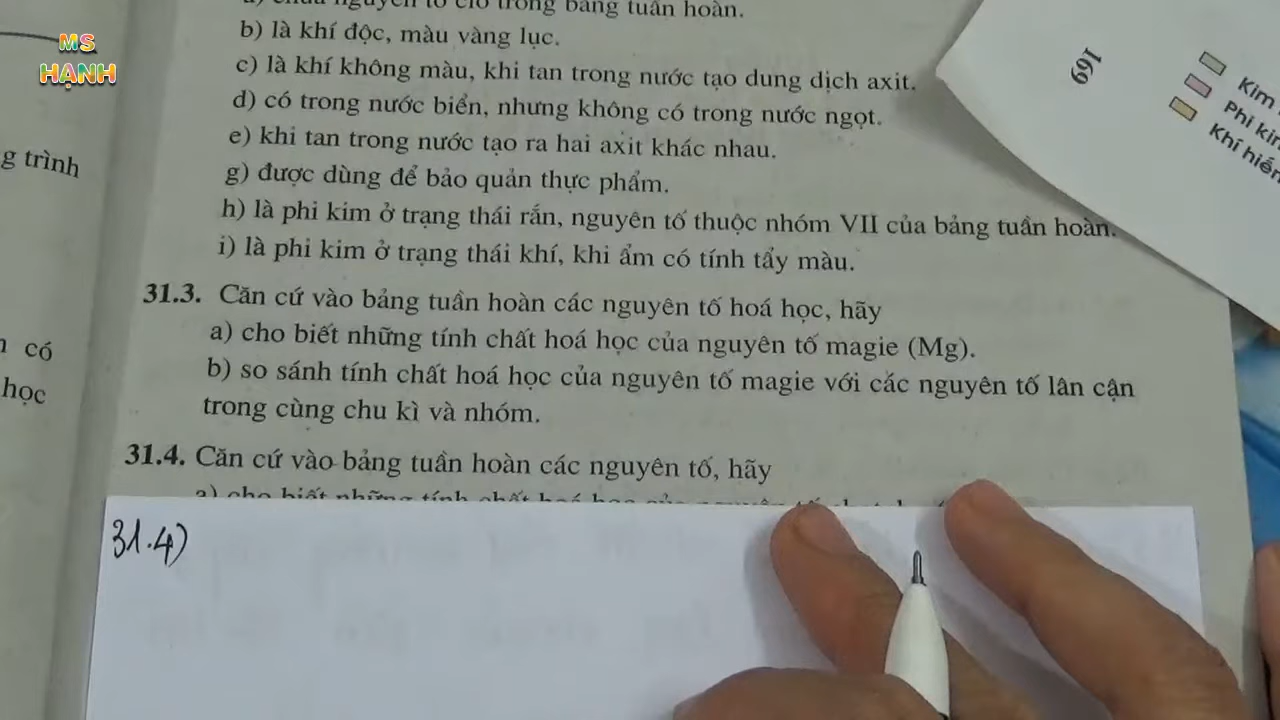 MS
HẠNH
trong bảng tuần hoàn.
b) là khí độc, màu vàng lục.
c) là khí không màu, khi tan trong nước tạo dung dịch axit.
d) có trong nước biển, nhưng không có trong nước ngọt.
e) khi tan trong nước tạo ra hai axit khác nhau.
g) được dùng để bảo quản thực phẩm.
h) là phi kim ở trạng thái rắn, nguyên tố thuộc nhóm VII của bảng tuần hoàn.
i) là phi kim ở trạng thái khí, khi ẩm có tính tẩy màu.
31.3. Căn cứ vào bảng tuần hoàn các nguyên tố hoá học, hãy
a) cho biết những tính chất hoá học của nguyên tố magie (Mg).
b) so sánh tính chất hoá học của nguyên tố magie với các nguyên tố lân cận
trong cùng chu kì và nhóm.
31.4. Căn cứ vào bảng tuần hoàn các nguyên tố, hãy
31.4)
g trình
có
học
169
Kim
Phi
Khí